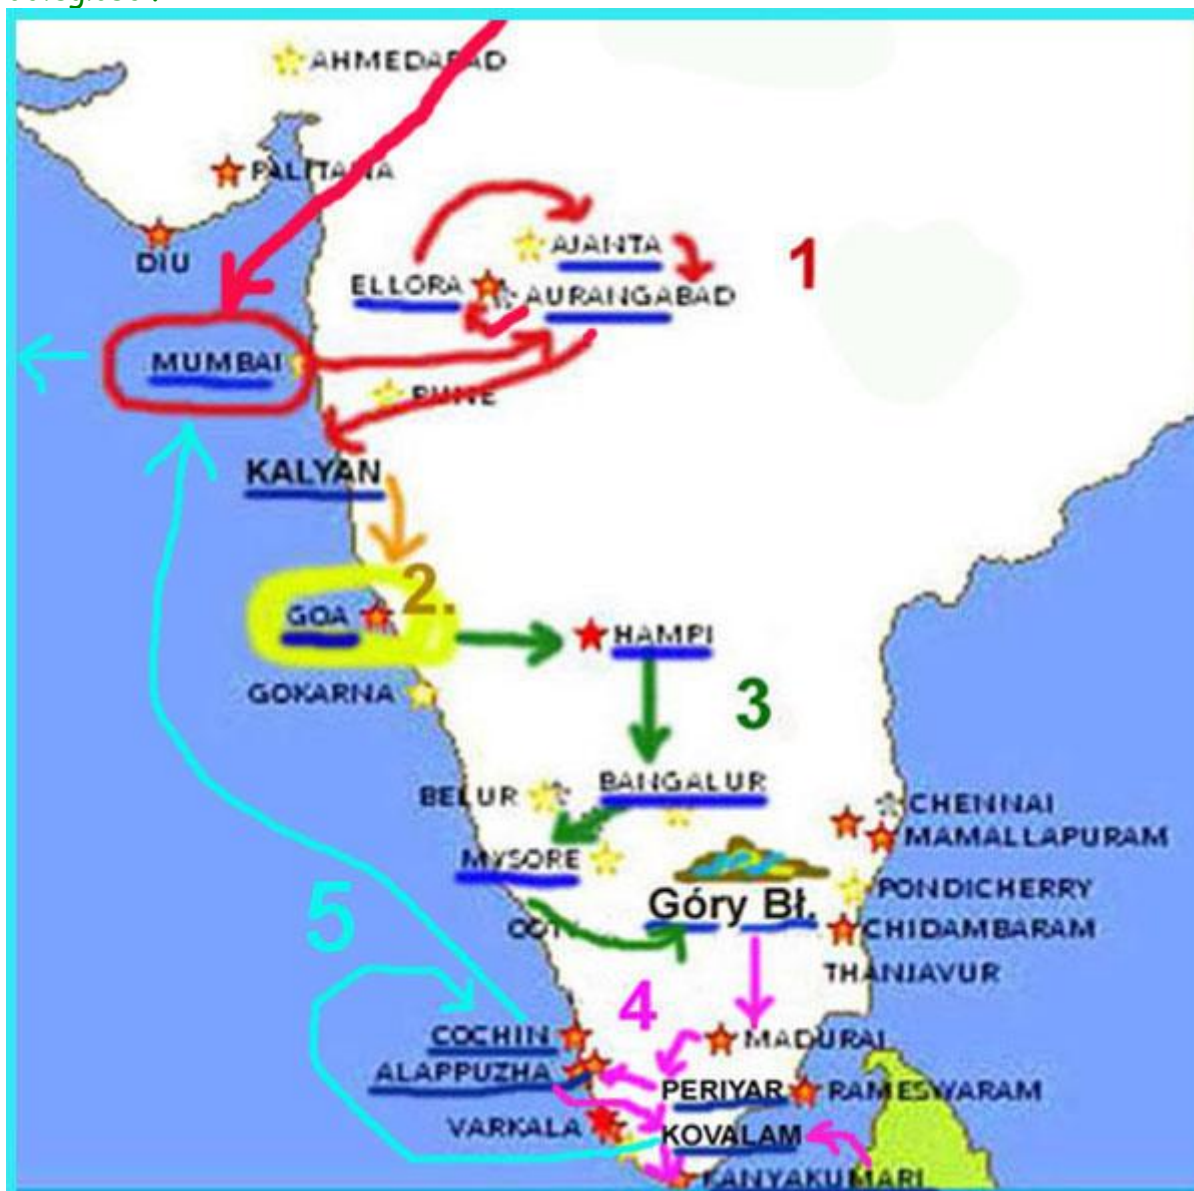 AHMEDABAD
PALITANA
DIU
AJANTA
ELLORA
AURANGABAD
1
MUMBAI
PUNE
KALYAN
2.
GOA
HAMPI
GOKARNA
3
BANGALUR
BELUR
CHENNAI
MAMALLAPURAM
MYSORE
PONDICHERRY
Góry Bł.
CHIDAMBARAM
5
THANJAVUR
4
COCHIN
MADURAI
ALAPPUZHA
PERIYAR
RAMESWARAM
VARKALA
KOVALAM
KANYAKUMARI